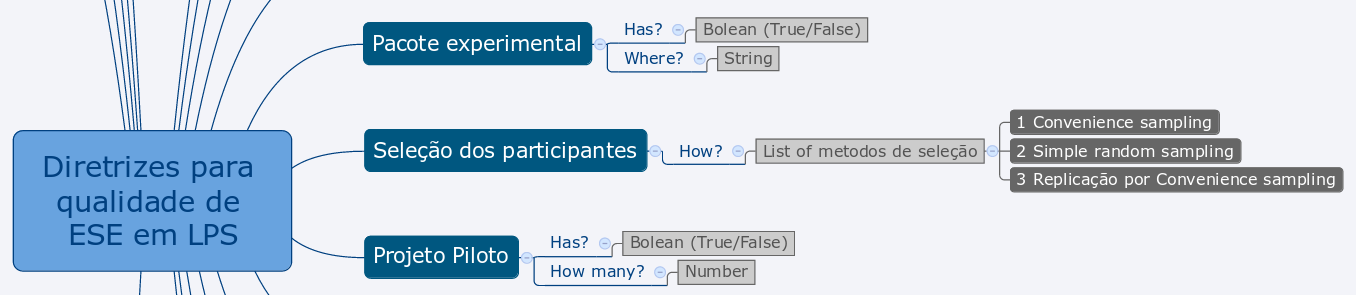 Pacote experimental
Has?
Bolean (True/False)
Where?
String
Diretrizes para
qualidade de
ESE em LPS
Seleção dos participantes
How?
List of metodos de seleção
1 Convenience sampling
2 Simple random sampling
3 Replicação por Convenience sampling
Projeto Piloto
Has?
Bolean (True/False)
How many?
Number